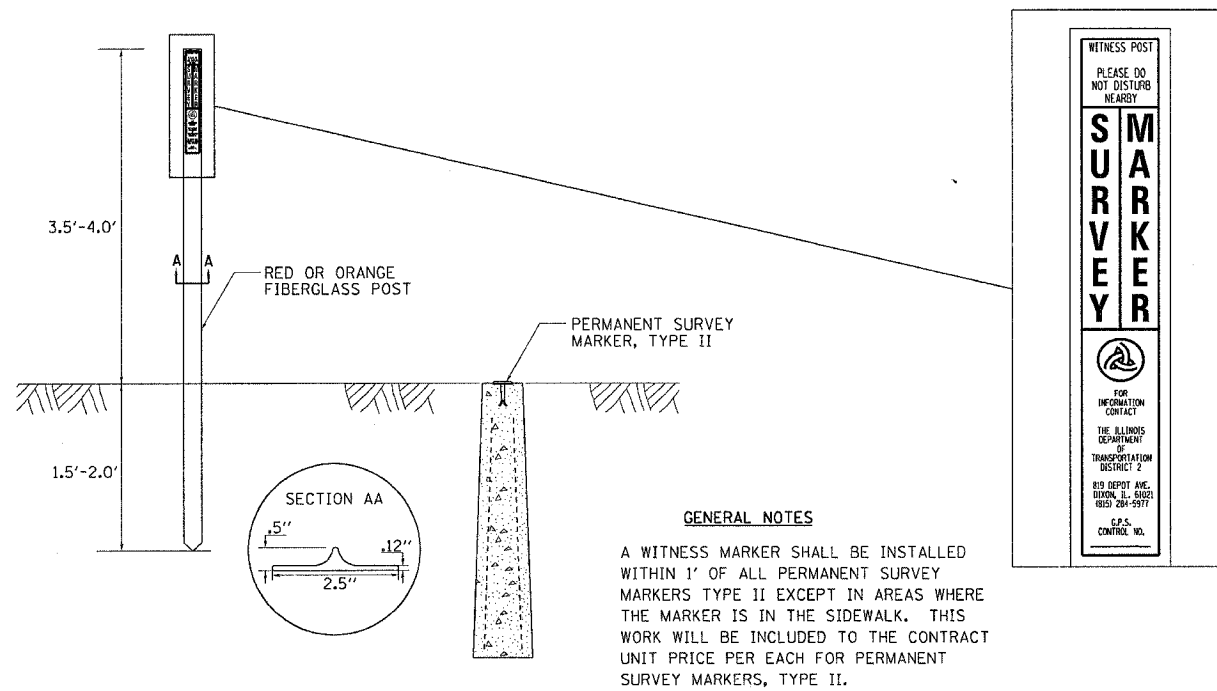 3.5'-4.0'
A A
RED OR ORANGE
FIBERGLASS POST
PERMANENT SURVEY
MARKER, TYPE II
1.5'-2.0'
SECTION AA
.5"
.12"
2.5"
GENERAL NOTES
A WITNESS MARKER SHALL BE INSTALLED
WITHIN 1' OF ALL PERMANENT SURVEY
MARKERS TYPE II EXCEPT IN AREAS WHERE
THE MARKER IS IN THE SIDEWALK. THIS
WORK WILL BE INCLUDED TO THE CONTRACT
UNIT PRICE PER EACH FOR PERMANENT
SURVEY MARKERS, TYPE II.
WITNESS POST
PLEASE DO
NOT DISTURB
NEARBY
SURVEY
MARKER
FOR
INFORMATION
CONTACT
THE ILLINOIS
DEPARTMENT
OF
TRANSPORTATION
DISTRICT 2
819 DEPOT AVE.
DIXON, IL. 61021
(815) 284-5977
G.P.S.
CONTROL NO.